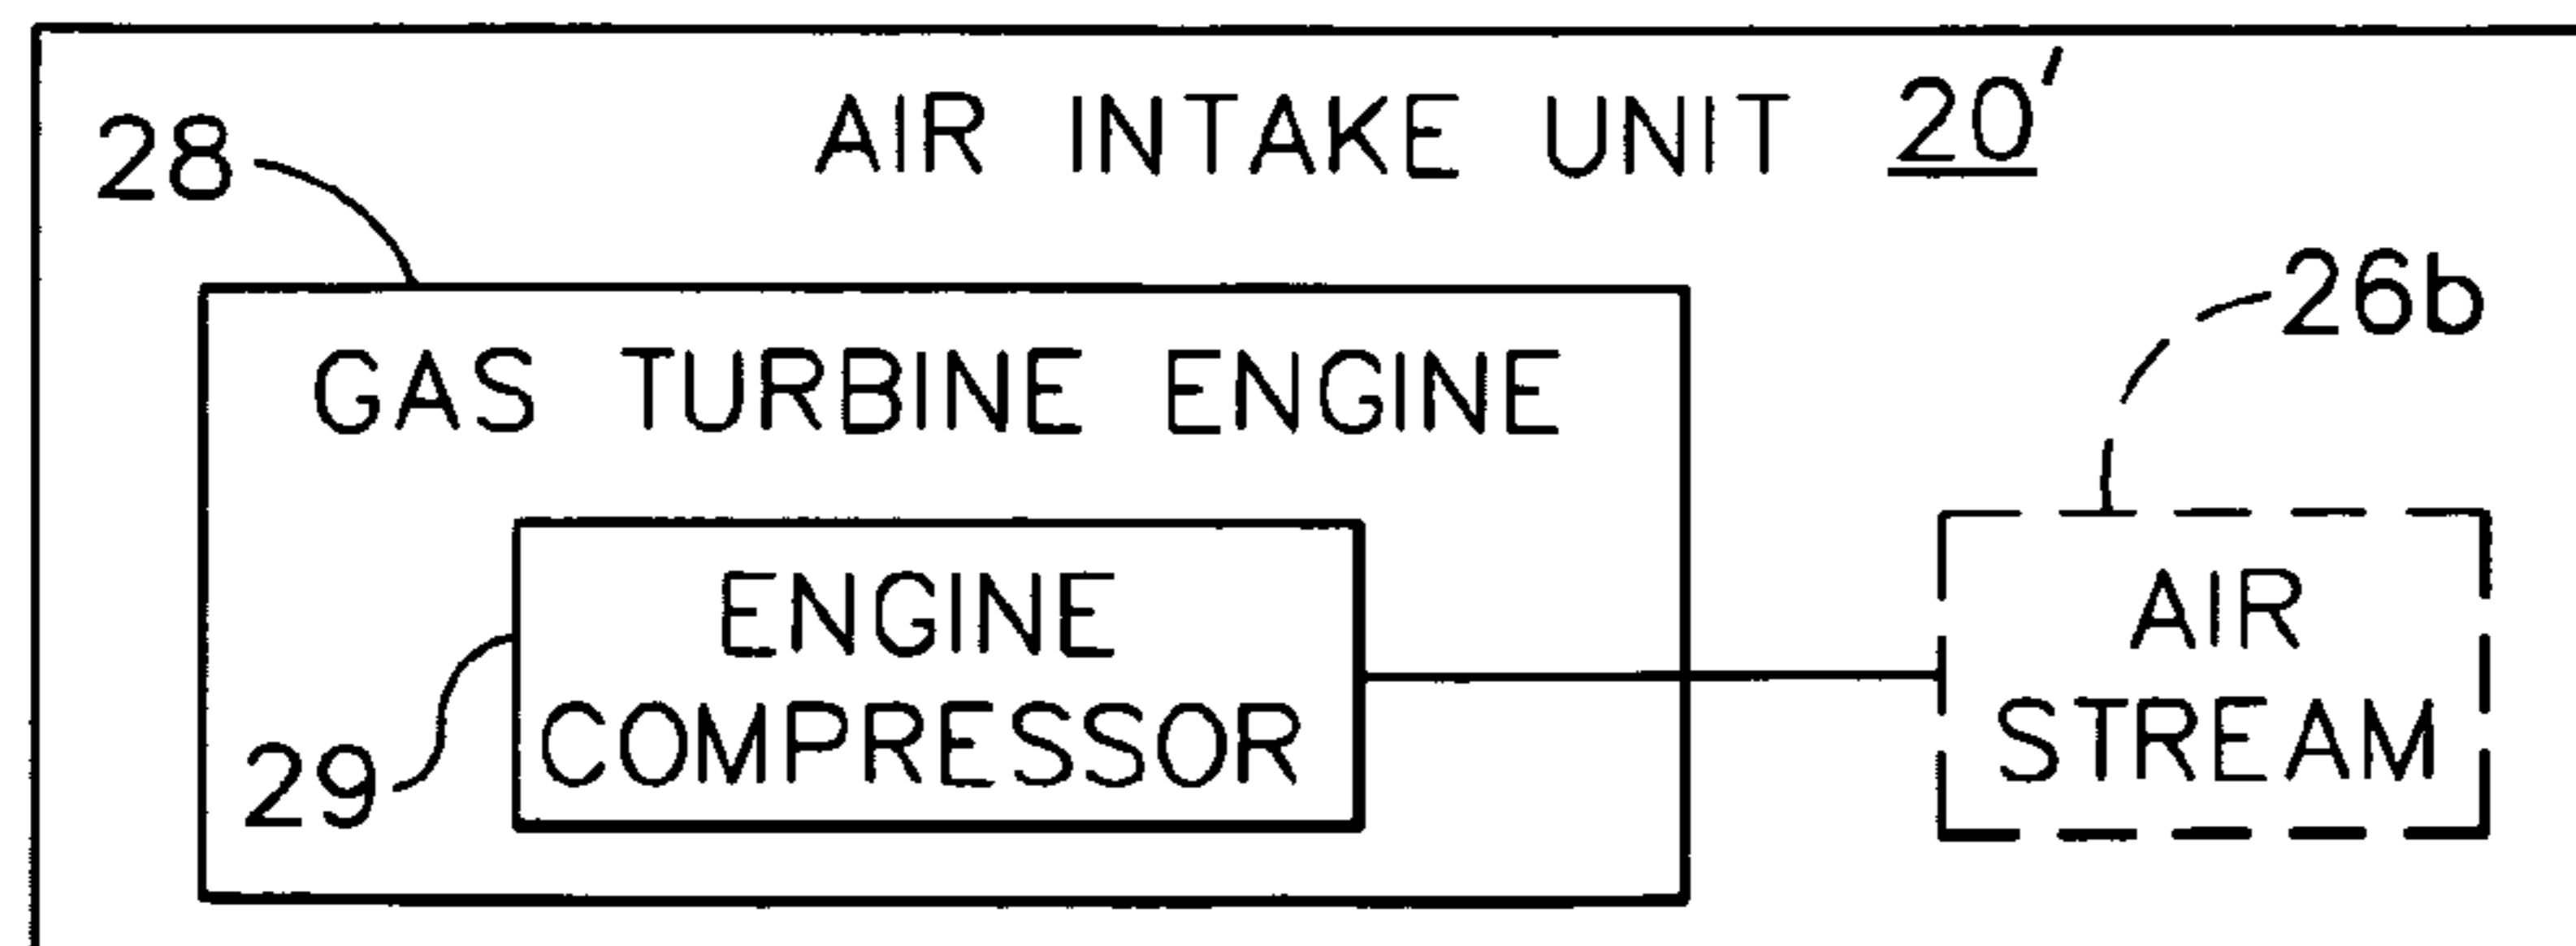 AIR INTAKE UNIT 20'
28
26b
GAS TURBINE ENGINE
ENGINE
COMPRESSOR
29
AIR
STREAM